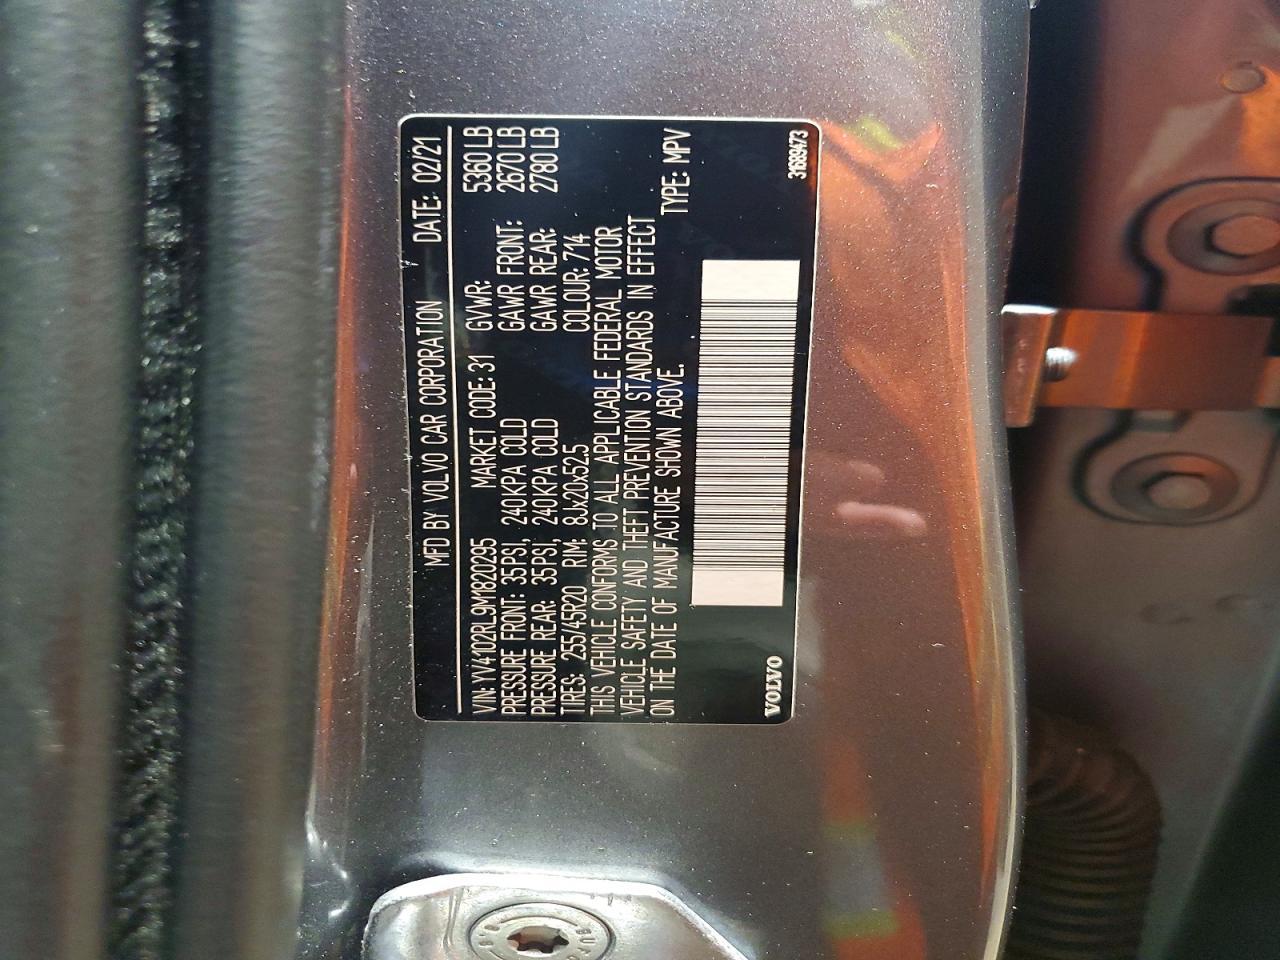 MFD BY VOLVO CAR CORPORATION DATE: 02/21
VIN: YV4102RL9M1820295 MARKET CODE: 31 GVWR: 5360 LB
PRESSURE FRONT: 35PSI., 240KPA COLD GAWR FRONT: 2670 LB
PRESSURE REAR: 35PSI., 240KPA COLD GAWR REAR: 2780 LB
TIRES: 255/45R20 RIM: 8Jx20x52.5 COLOUR: 714
THIS VEHICLE CONFORMS TO ALL APPLICABLE FEDERAL MOTOR
VEHICLE SAFETY AND THEFT PREVENTION STANDARDS IN EFFECT
ON THE DATE OF MANUFACTURE SHOWN ABOVE. TYPE: MPV
VOLVO 31689473